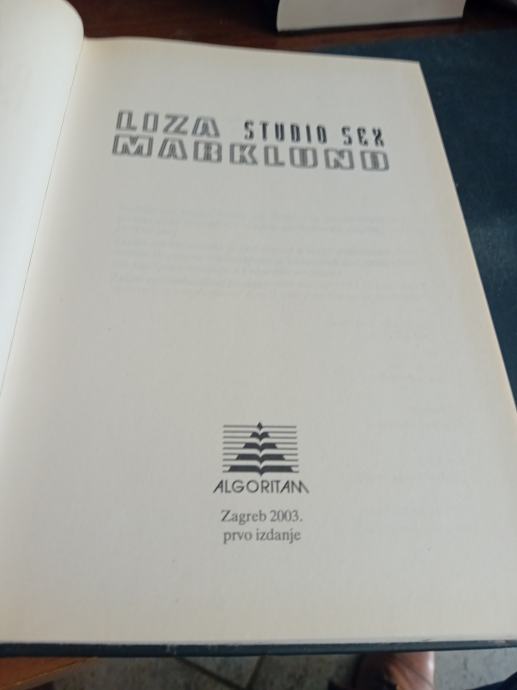 LIZA STUDIO SEX
MARKLUND
ALGORITAM
Zagreb 2003.
prvo izdanje